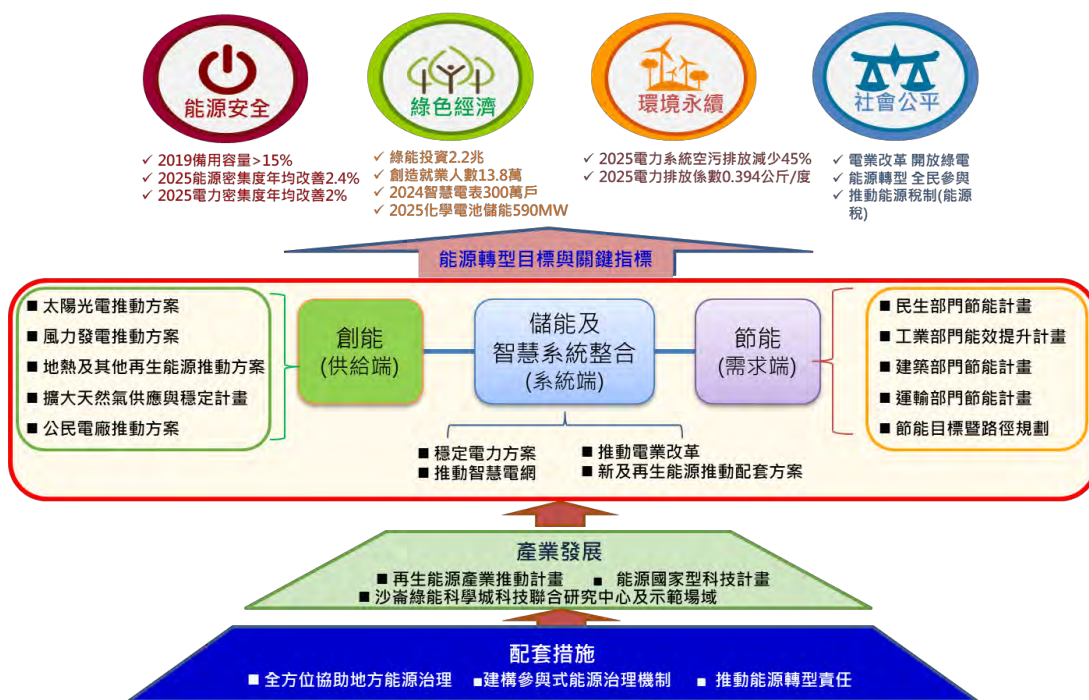 能源安全
✓ 2019備用容量>15%
✓ 2025能源密集度年均改善2.4%
✓ 2025電力密集度年均改善2%
綠色經濟
✓ 綠能投資2.2兆
✓ 創造就業人數13.8萬
✓ 2024智慧電表300萬戶
✓ 2025化學電池儲能590MW
環境永續
✓ 2025電力系統空污排放減少45%
✓ 2025電力排放係數0.394公斤/度
社會公平
✓ 電業改革 開放綠電
✓ 能源轉型 全民參與
✓ 推動能源稅制(能源
稅)
能源轉型目標與關鍵指標
■ 太陽光電推動方案
■ 風力發電推動方案
■ 地熱及其他再生能源推動方案
■ 擴大天然氣供應與穩定計畫
■ 公民電廠推動方案
創能
(供給端)
儲能及
智慧系統整合
(系統端)
節能
(需求端)
■ 民生部門節能計畫
■ 工業部門能效提升計畫
■ 建築部門節能計畫
■ 運輸部門節能計畫
■ 節能目標暨路徑規劃
■ 穩定電力方案
■ 推動智慧電網
■ 推動電業改革
■ 新及再生能源推動配套方案
產業發展
■ 再生能源產業推動計畫 ■ 能源國家型科技計畫
■ 沙崙綠能科學城科技聯合研究中心及示範場域
配套措施
■ 全方位協助地方能源治理 ■建構參與式能源治理機制 ■ 推動能源轉型責任